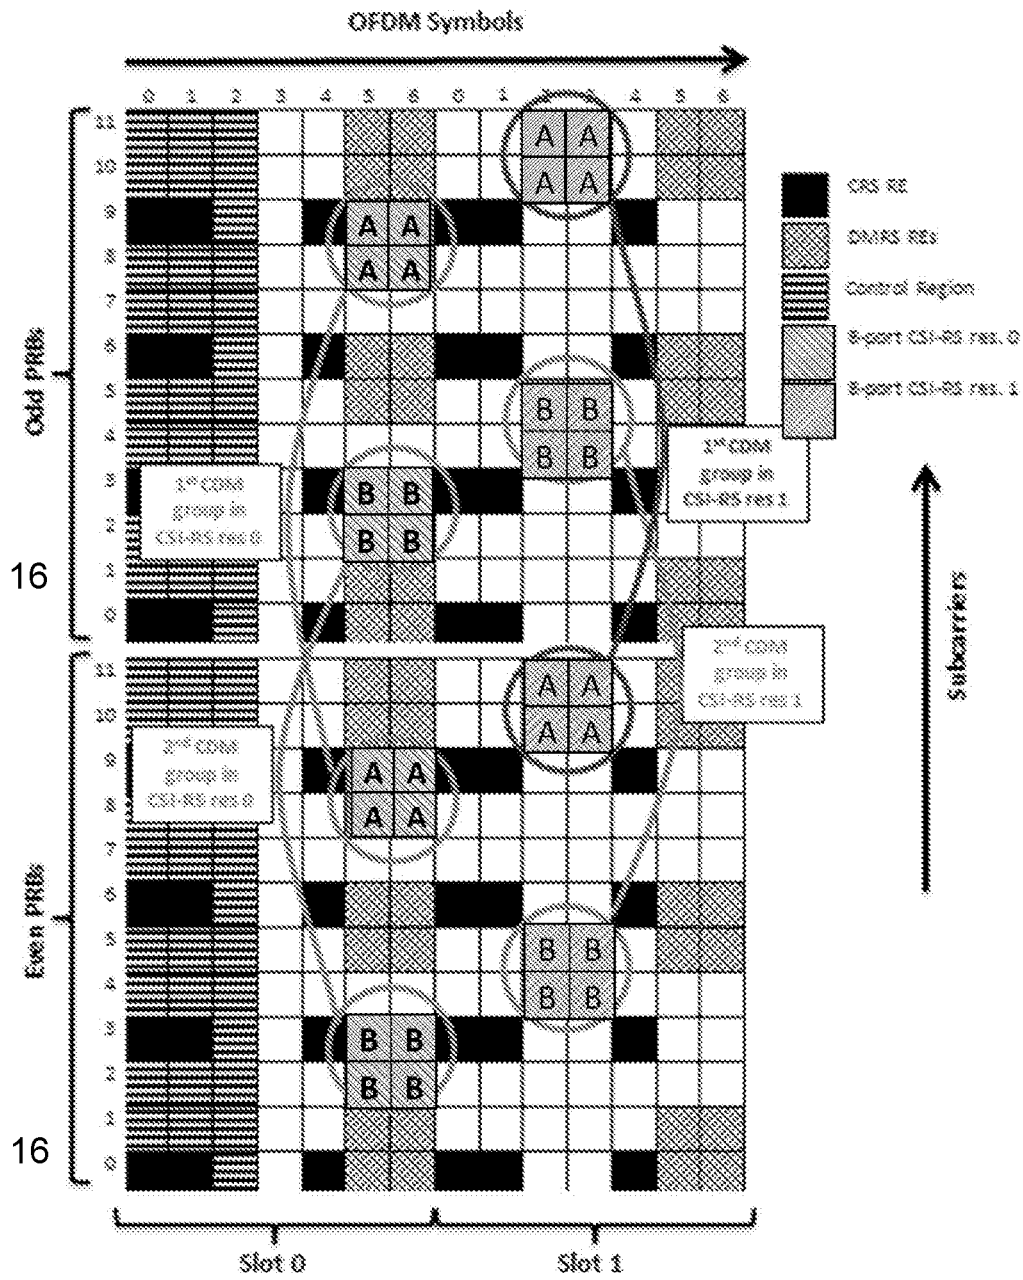 OFDM Symbols
0 1 2 3 4 5 6 0 1 4 5 6
11 A A
10 A A
9 A A
8 A A
7
6
5 B B
4 B B
3 B B
2 B B
1
0
11 A A
10 A A
9 A A
8 A A
7
6
5 B B
4 B B
3 B B
2 B B
1
0
Odd PRBs
16
Even PRBs
16
1st CDM
group in
CSI-RS res 0
2nd CDM
group in
CSI-RS res 0
1st CDM
group in
CSI-RS res 1
2nd CDM
group in
CSI-RS res 1
CRS RE
DMRS REs
Control Region
8-port CSI-RS res. 0
8-port CSI-RS res. 1
Subcarriers
Slot 0
Slot 1